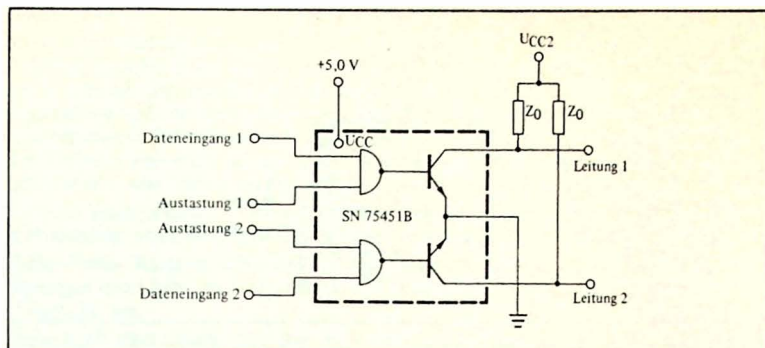 UCC2
+5,0 V
Z0
Z0
Dateneingang 1
UCC
Leitung 1
Austastung 1
SN 75451B
Austastung 2
Dateneingang 2
Leitung 2